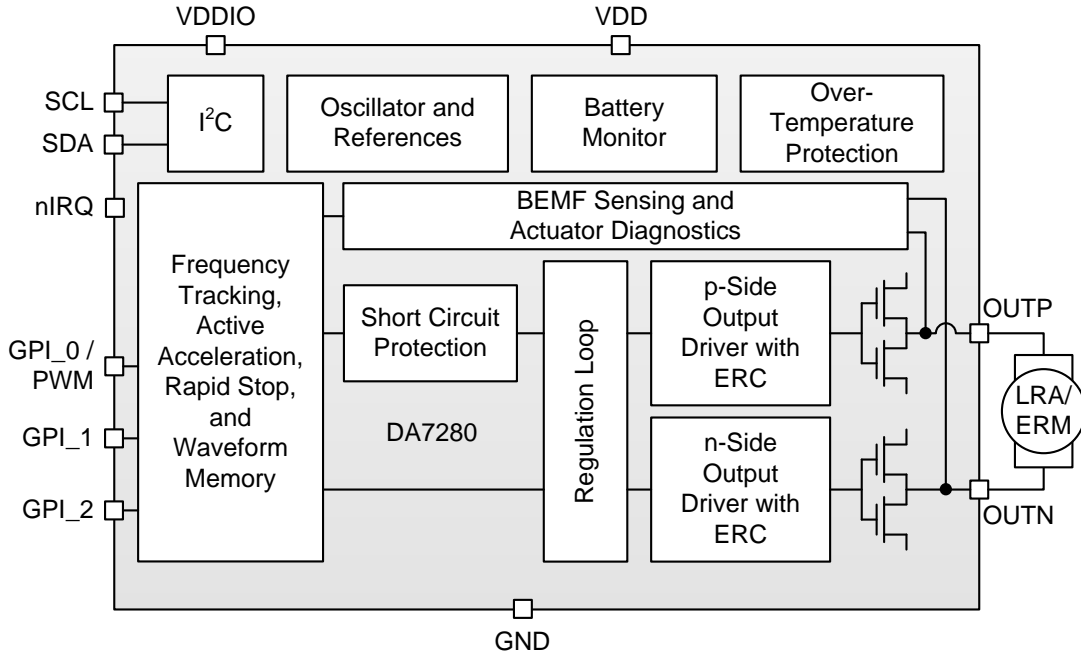 VDDIO
VDD
SCL
SDA
I²C
Oscillator and
References
Battery
Monitor
Over-
Temperature
Protection
nIRQ
BEMF Sensing and
Actuator Diagnostics
Frequency
Tracking,
Active
Acceleration,
Rapid Stop,
and
Waveform
Memory
Short Circuit
Protection
Regulation Loop
p-Side
Output
Driver with
ERC
OUTP
GPI_0 /
PWM
LRA/
ERM
DA7280
GPI_1
n-Side
Output
Driver with
ERC
GPI_2
OUTN
GND